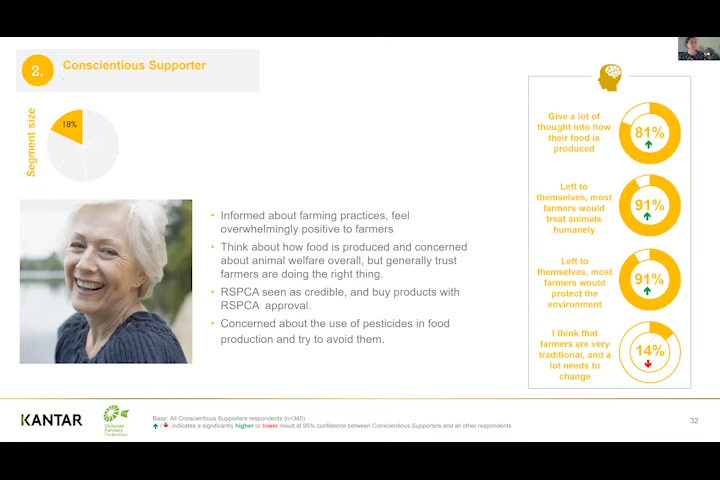 2.
Conscientious Supporter
Segment size
18%
• Informed about farming practices, feel
overwhelmingly positive to farmers
• Think about how food is produced and concerned
about animal welfare overall, but generally trust
farmers are doing the right thing.
• RSPCA seen as credible, and buy products with
RSPCA approval.
• Concerned about the use of pesticides in food
production and try to avoid them.
Give a lot of
thought into how
their food is
produced
81%
Left to
themselves, most
farmers would
treat animals
humanely
91%
Left to
themselves, most
farmers would
protect the
environment
91%
I think that
farmers are very
traditional, and a
lot needs to
change
14%
KANTAR
Victorian
Farmers
Federation
Base: All Conscientious Supporters respondents (n=345)
↑ / ↓ indicates a significantly higher or lower result at 95% confidence between Conscientious Supporters and all other respondents
32